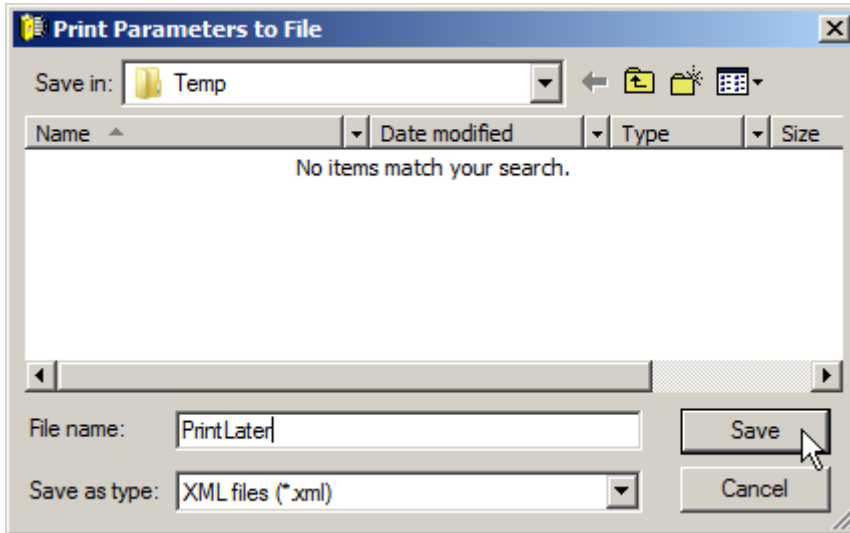 Print Parameters to File
Save in: Temp
Name Date modified Type Size
No items match your search.
File name: PrintLater Save
Save as type: XML files (*.xml) Cancel